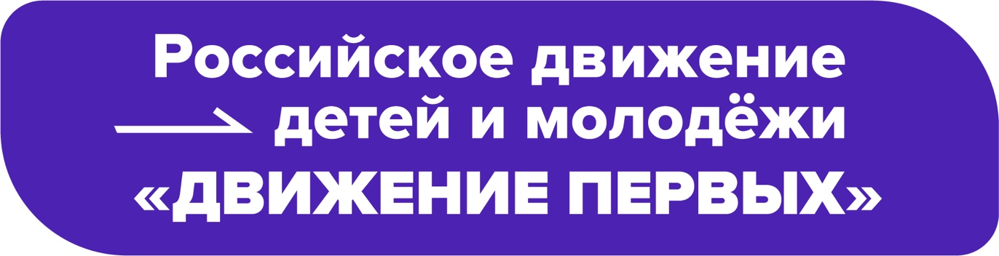 Российское движение
детей и молодёжи
«ДВИЖЕНИЕ ПЕРВЫХ»